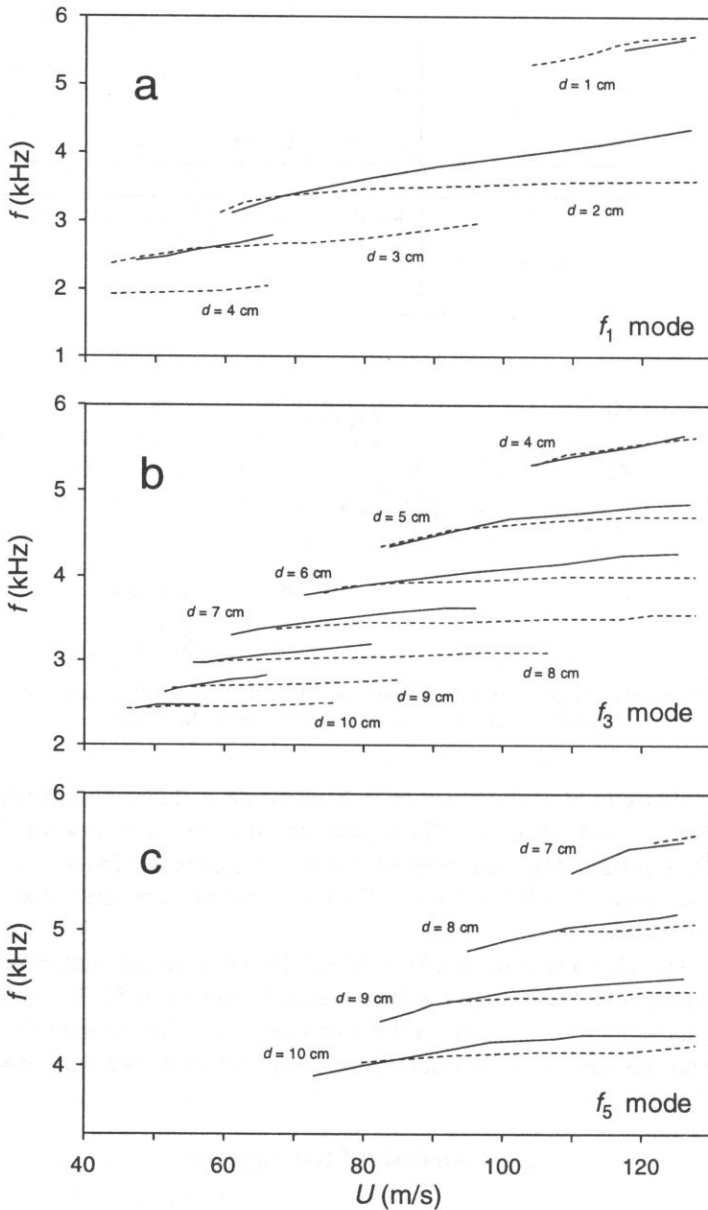 6
a
5
d = 1 cm
f (kHz)
4
3
d = 2 cm
d = 3 cm
2
d = 4 cm
f₁ mode
1
6
d = 4 cm
b
5
d = 5 cm
f (kHz)
d = 6 cm
4
d = 7 cm
3
d = 8 cm
d = 9 cm
d = 10 cm
f₃ mode
2
6
c
d = 7 cm
5
d = 8 cm
f (kHz)
d = 9 cm
d = 10 cm
4
f₅ mode
40 60 80 100 120
U (m/s)